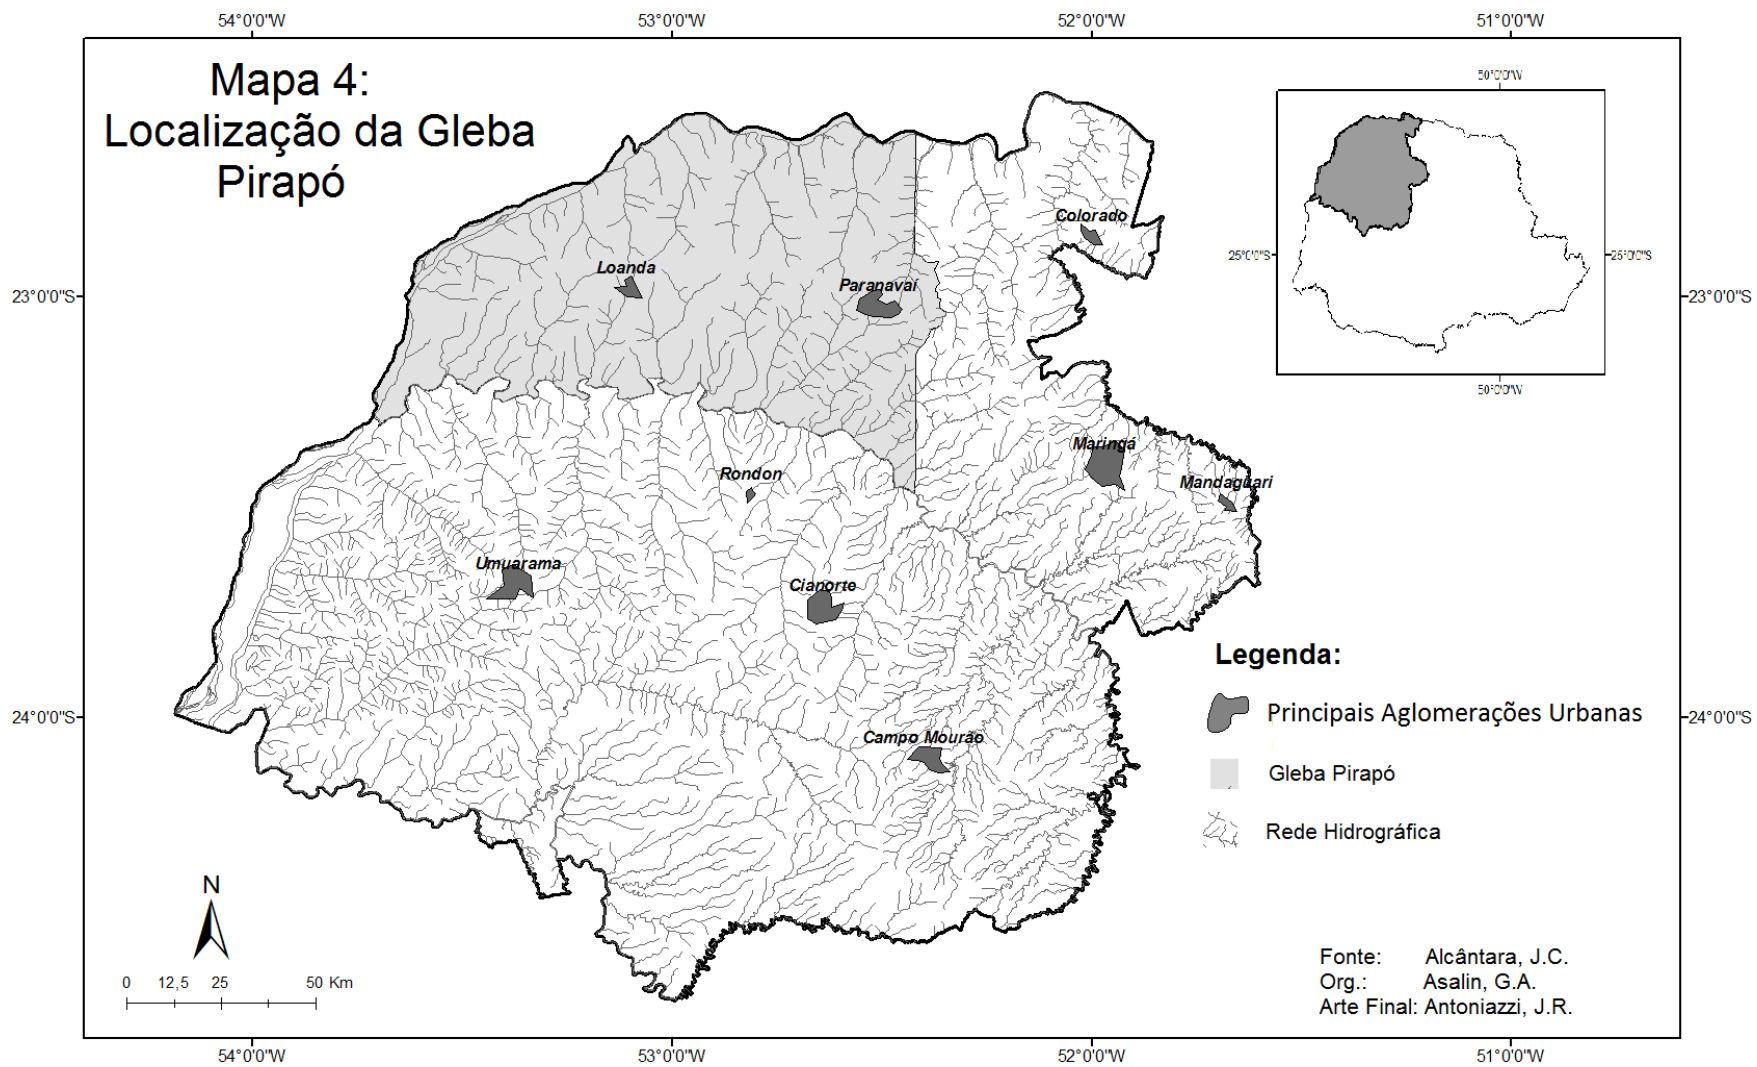 54°0'0"W 53°0'0"W 52°0'0"W 51°0'0"W
Mapa 4:
Localização da Gleba
Pirapó
50°0'0"W
25°0'0"S 25°0'0"S
50°0'0"W
Colorado
Loanda
Paranavaí
23°0'0"S 23°0'0"S
Maringá
Rondon
Mandaguari
Umuarama
Cianorte
Legenda:
Principais Aglomerações Urbanas
24°0'0"S 24°0'0"S
Campo Mourão
Gleba Pirapó
Rede Hidrográfica
N
0 12,5 25 50 Km
Fonte: Alcântara, J.C.
Org.: Asalin, G.A.
Arte Final: Antoniazzi, J.R.
54°0'0"W 53°0'0"W 52°0'0"W 51°0'0"W